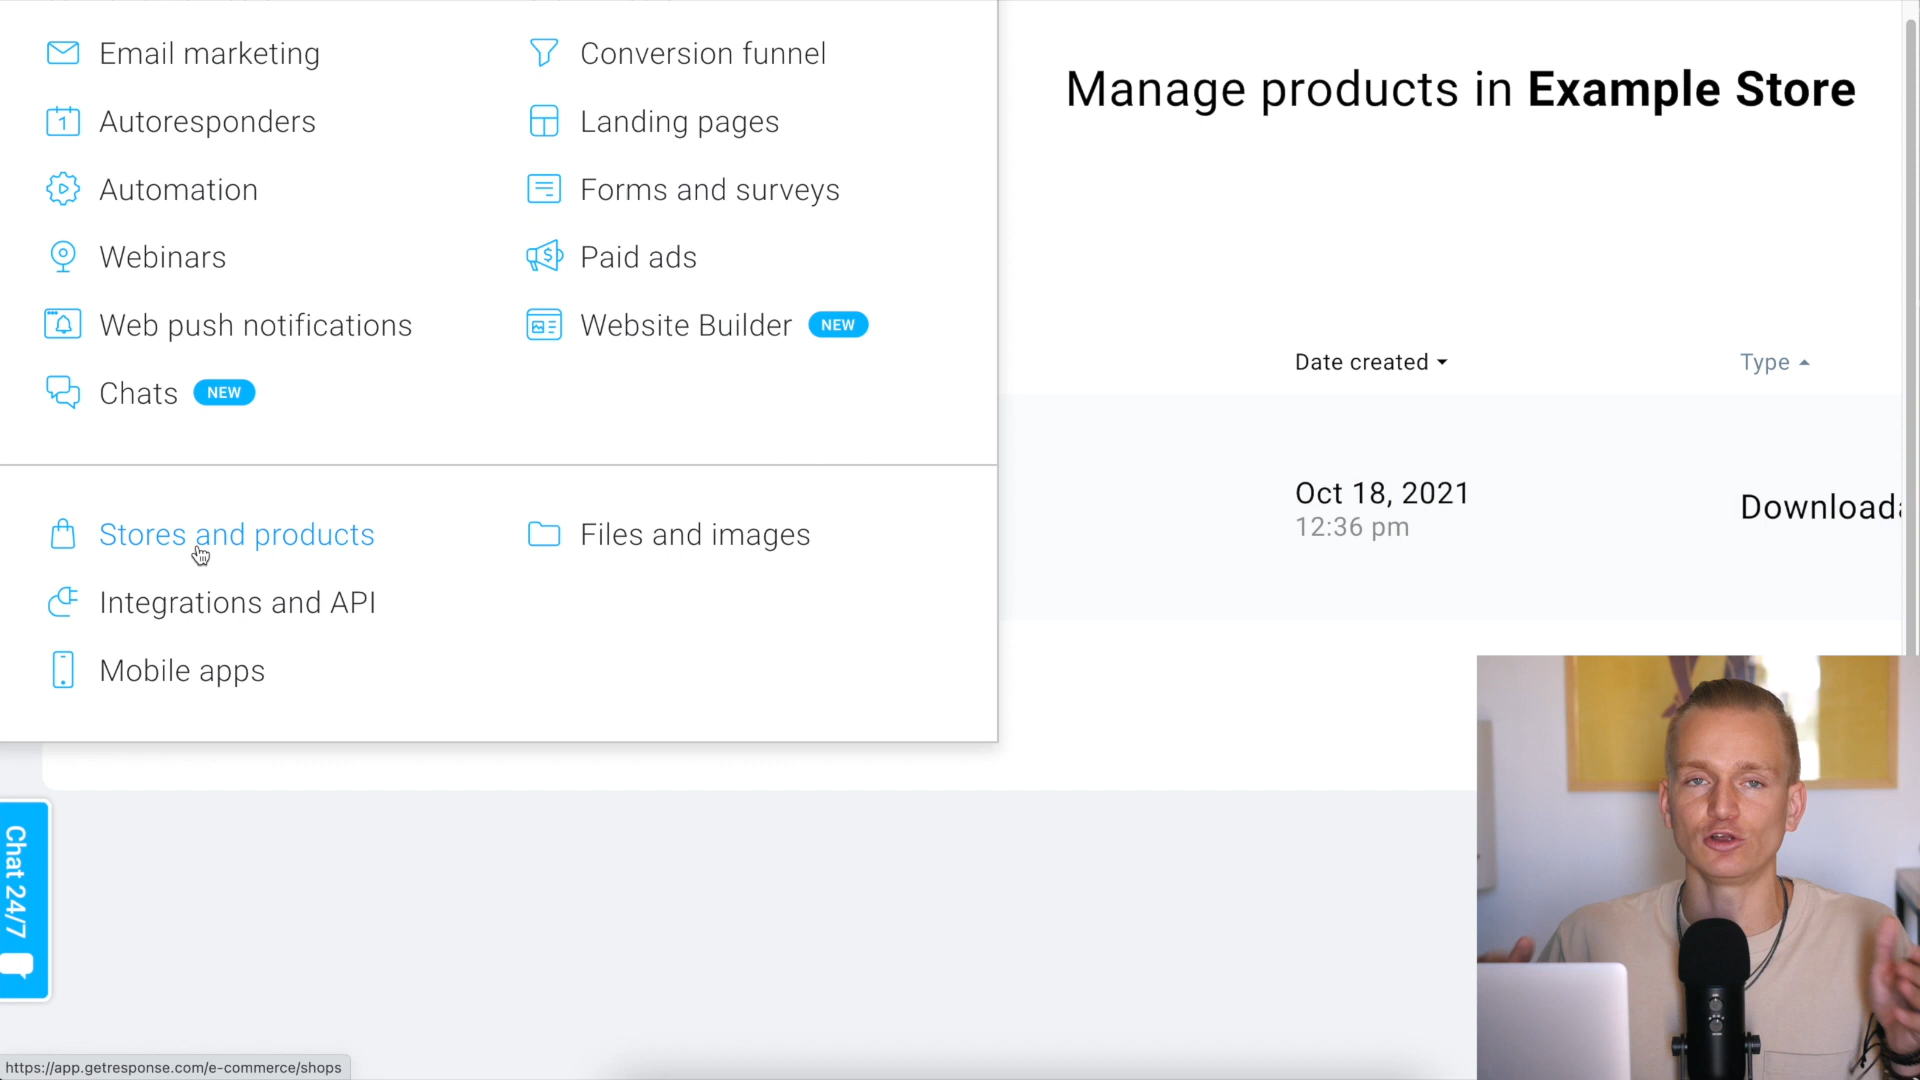 Email marketing
Conversion funnel
Autoresponders
Landing pages
Automation
Forms and surveys
Webinars
Paid ads
Web push notifications
Website Builder NEW
Chats NEW
Stores and products
Files and images
Integrations and API
Mobile apps
Manage products in Example Store
Date created
Type
Oct 18, 2021
12:36 pm
Download
Chat 24/7
https://app.getresponse.com/e-commerce/shops